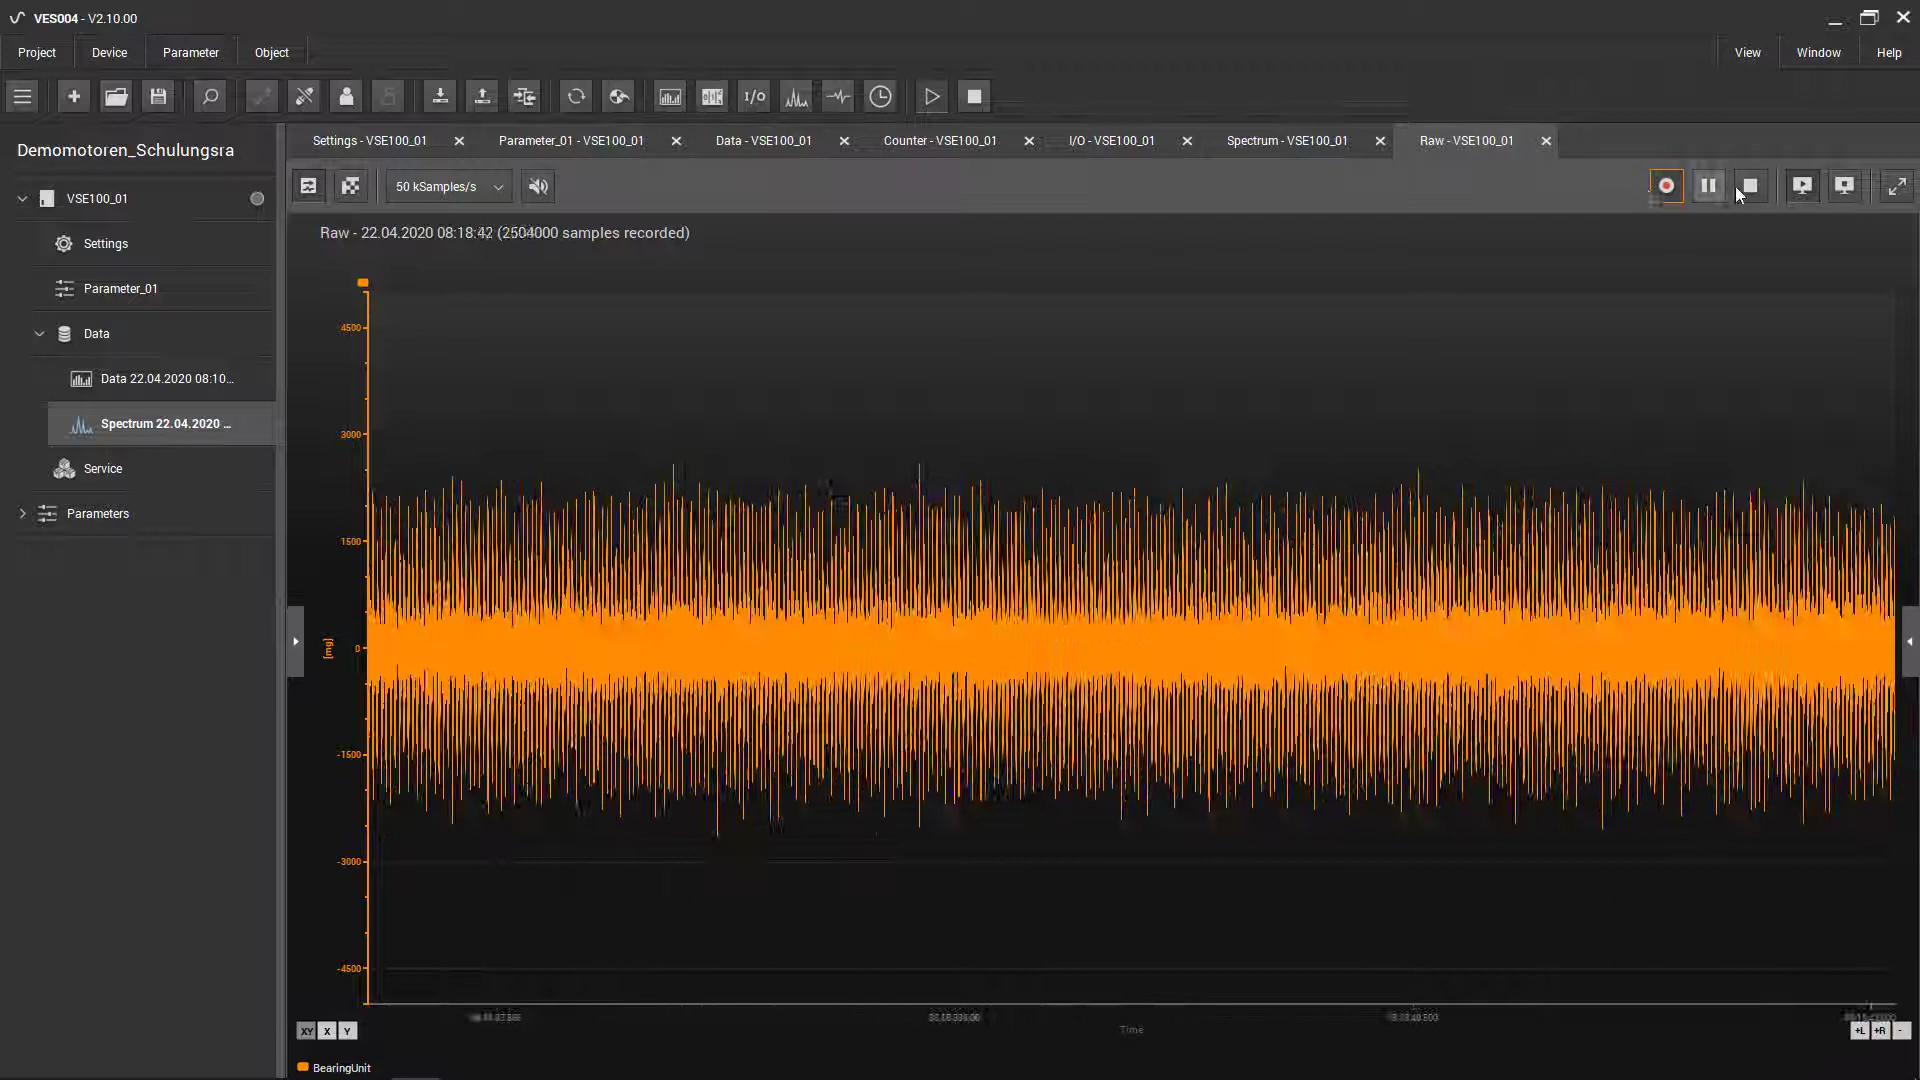 VES004 - V2.10.00
Project Device Parameter Object View Window Help
I/O
Demomotoren_Schulungsra
Settings - VSE100_01 Parameter_01 - VSE100_01 Data - VSE100_01 Counter - VSE100_01 I/O - VSE100_01 Spectrum - VSE100_01 Raw - VSE100_01
50 kSamples/s
VSE100_01
Settings
Parameter_01
Data
Data 22.04.2020 08:10...
Spectrum 22.04.2020 ...
Service
Parameters
Raw - 22.04.2020 08:18:42 (2504000 samples recorded)
4500
3000
1500
0
-1500
-3000
-4500
[mg]
Time
XY X Y
+L +R -
BearingUnit